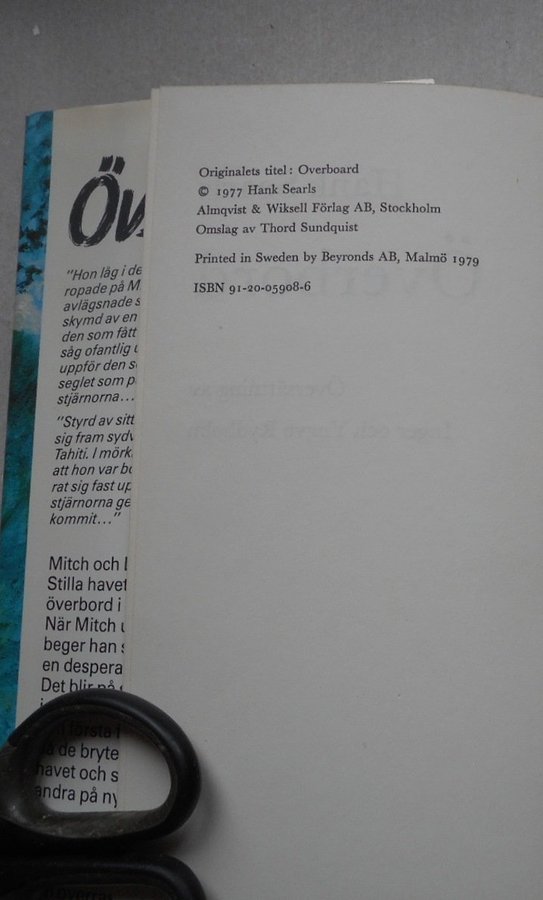 Öv
"Hon låg i de
ropade på M
avlägsnade s
skymd av en
den som fått
såg ofantlig
uppför den s
seglet som p
stjärnorna...
"Styrd av sitt
sig fram sydv
Tahiti. I mörk
att hon var bo
rat sig fast up
stjärnorna ge
kommit..."
Mitch och L
Stilla havet
överbord i
När Mitch
beger han s
en despera
Det blir på
första
de bryte
havet och s
andra på ny
Originalets titel: Overboard
© 1977 Hank Searls
Almqvist & Wiksell Förlag AB, Stockholm
Omslag av Thord Sundquist
Printed in Sweden by Beyronds AB, Malmö 1979
ISBN 91-20-05908-6